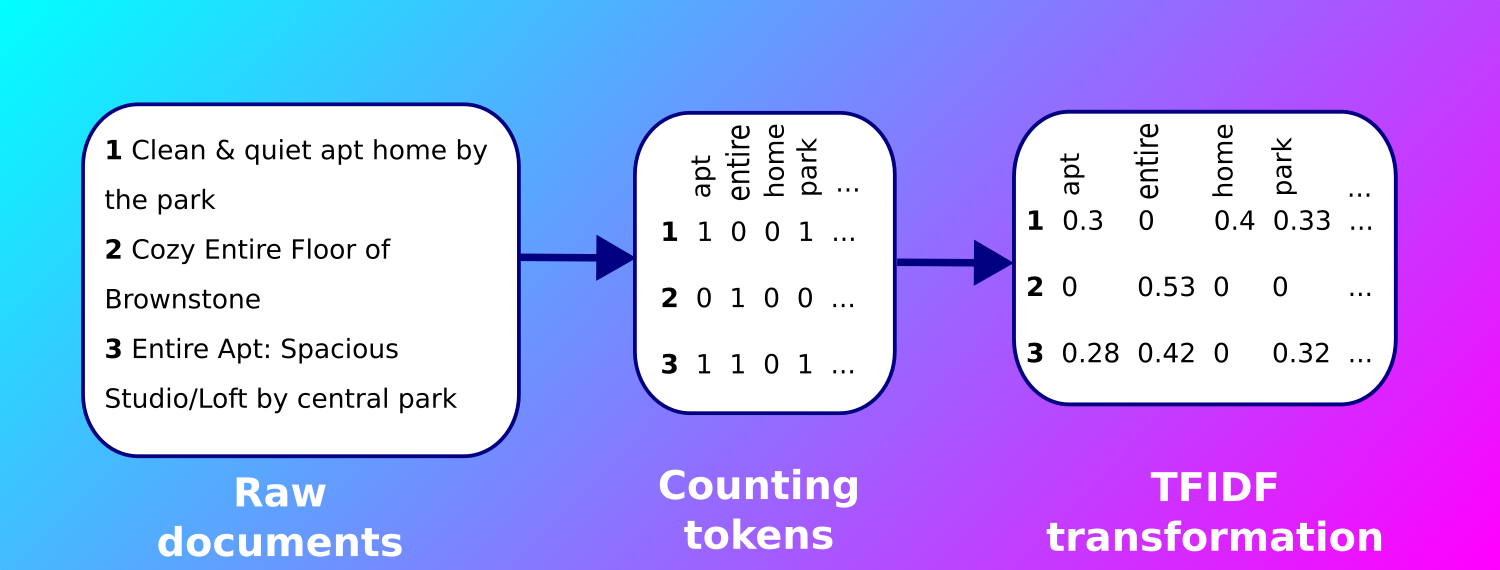 1 Clean & quiet apt home by
the park
2 Cozy Entire Floor of
Brownstone
3 Entire Apt: Spacious
Studio/Loft by central park
Raw
documents
apt entire home park ...
1 1 0 0 1 ...
2 0 1 0 0 ...
3 1 1 0 1 ...
Counting
tokens
apt entire home park ...
1 0.3 0 0.4 0.33 ...
2 0 0.53 0 0 ...
3 0.28 0.42 0 0.32 ...
TFIDF
transformation